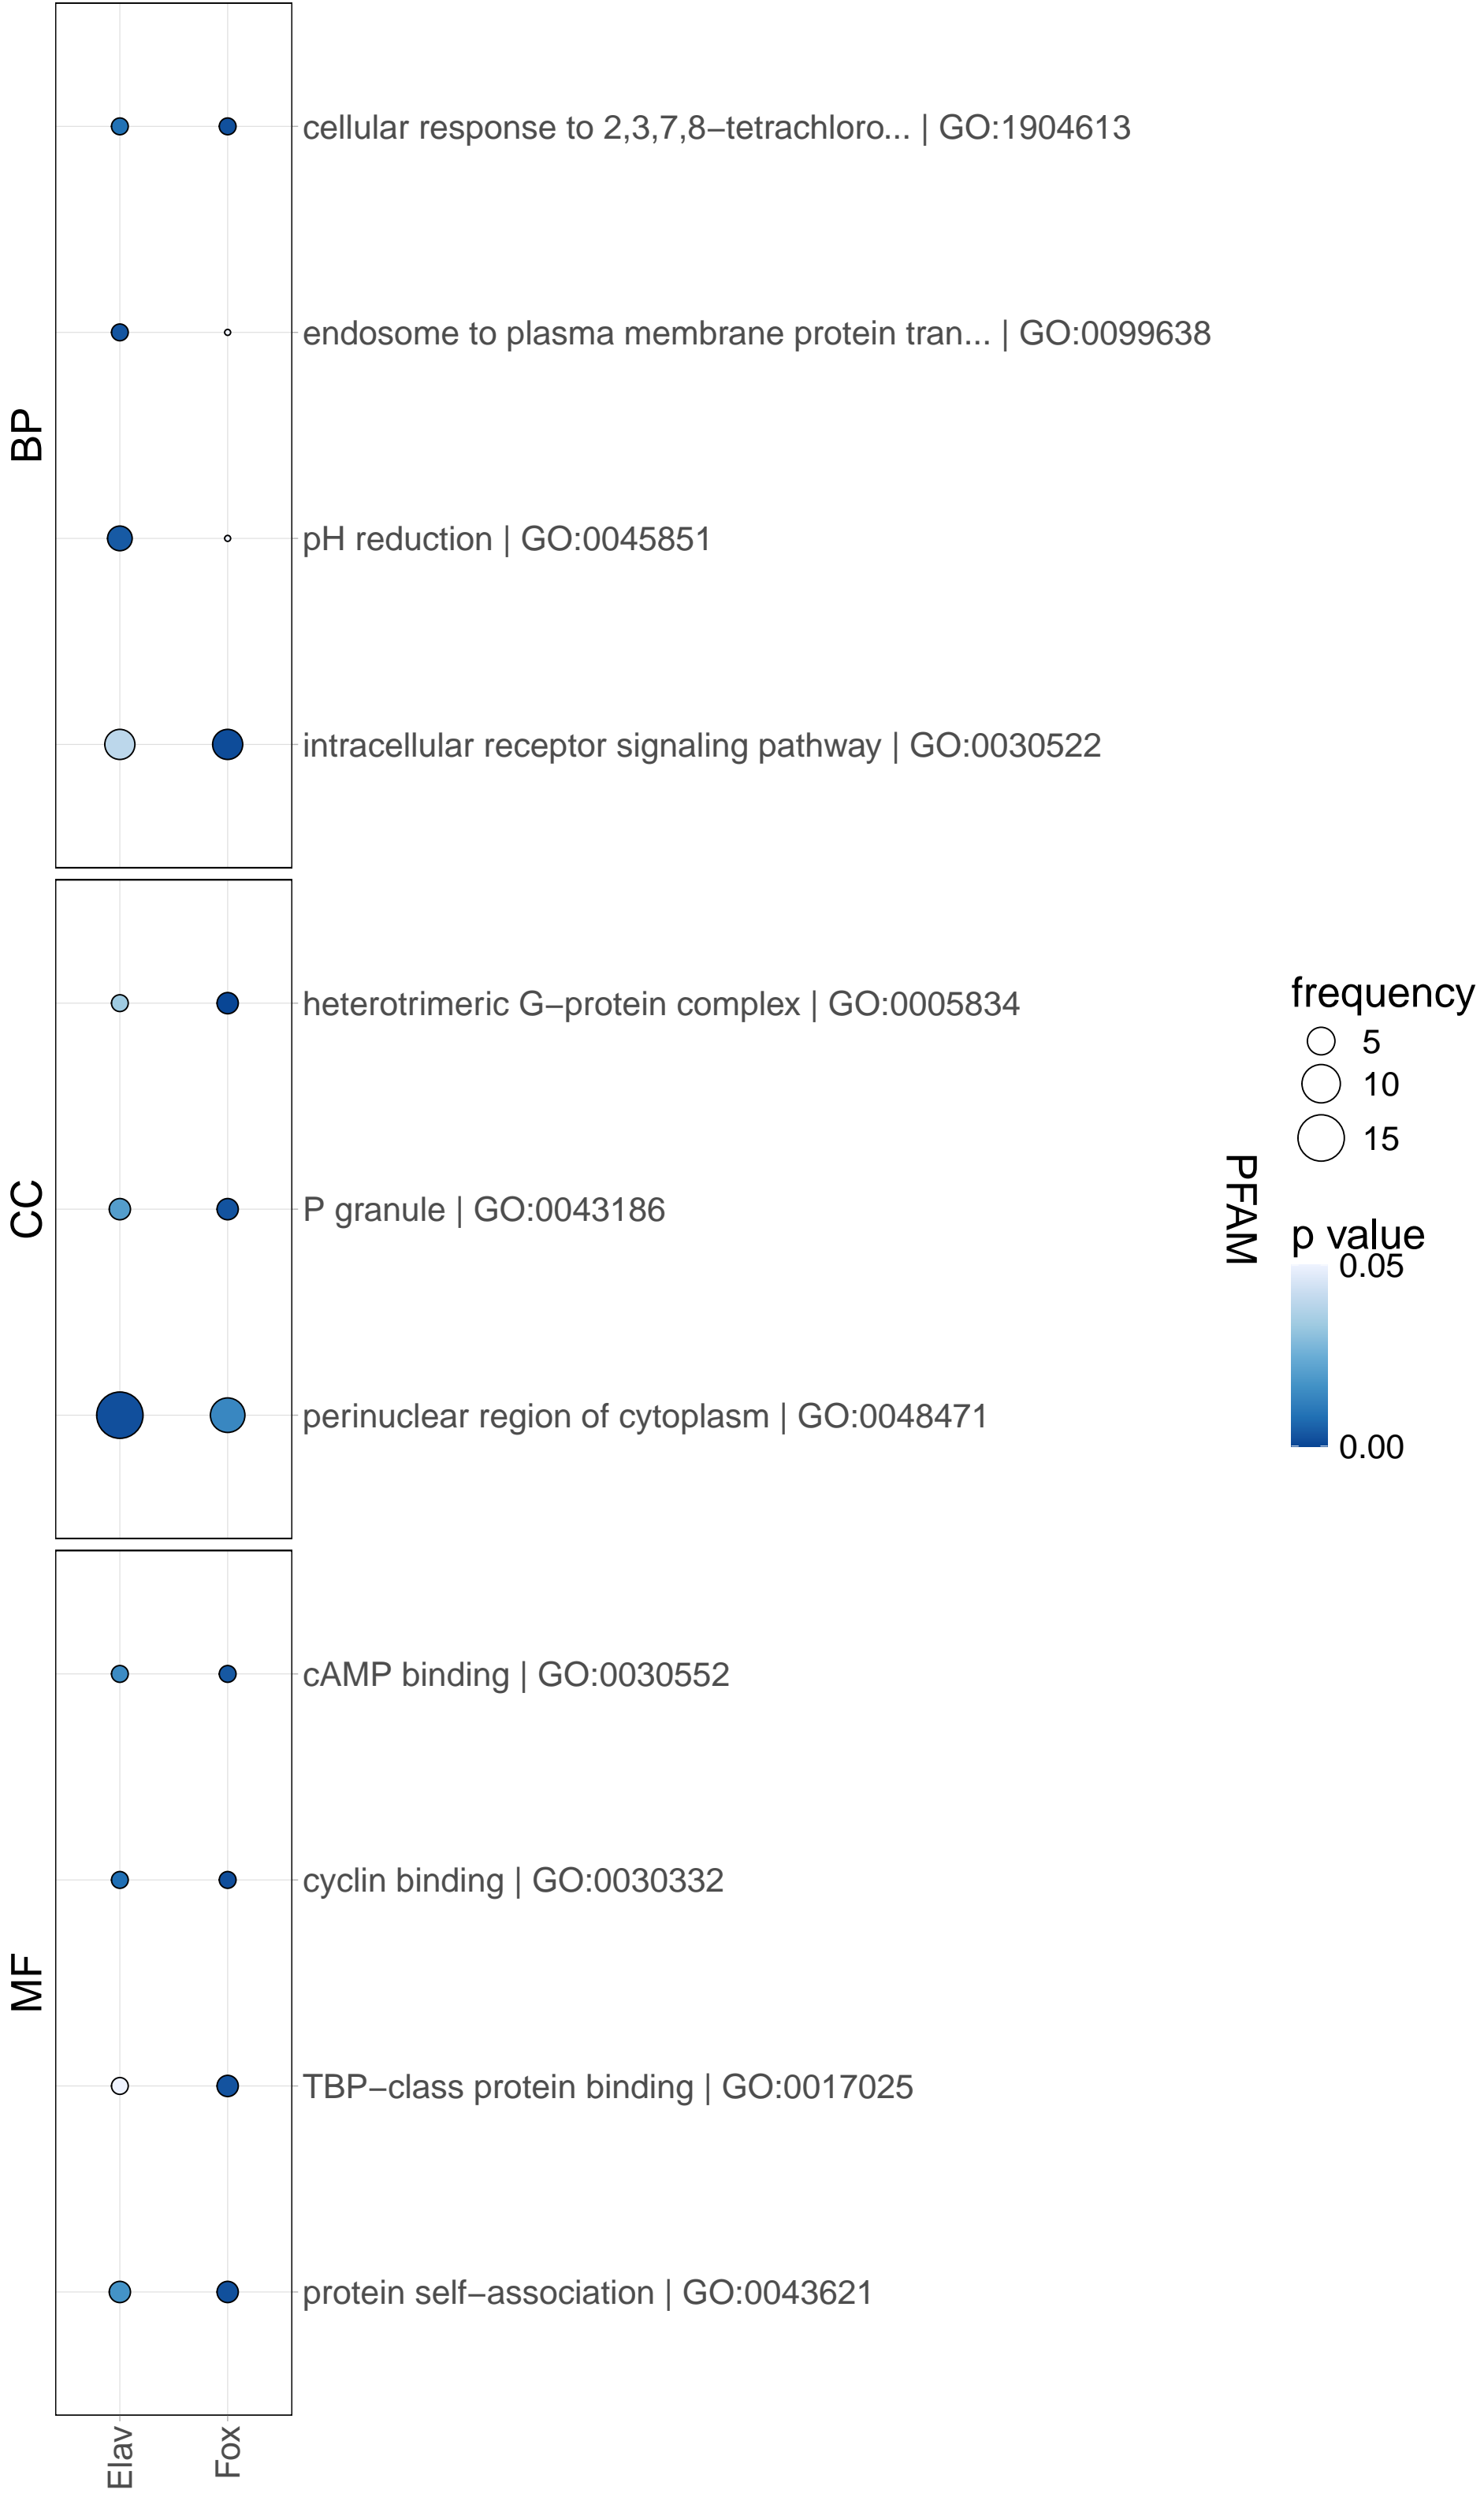 BP
cellular response to 2,3,7,8−tetrachloro... | GO:1904613
endosome to plasma membrane protein tran... | GO:0099638
pH reduction | GO:0045851
intracellular receptor signaling pathway | GO:0030522
CC
heterotrimeric G−protein complex | GO:0005834
P granule | GO:0043186
perinuclear region of cytoplasm | GO:0048471
MF
cAMP binding | GO:0030552
cyclin binding | GO:0030332
TBP−class protein binding | GO:0017025
protein self−association | GO:0043621
Elav
Fox
PFAM
frequency
5
10
15
p value
0.05
0.00